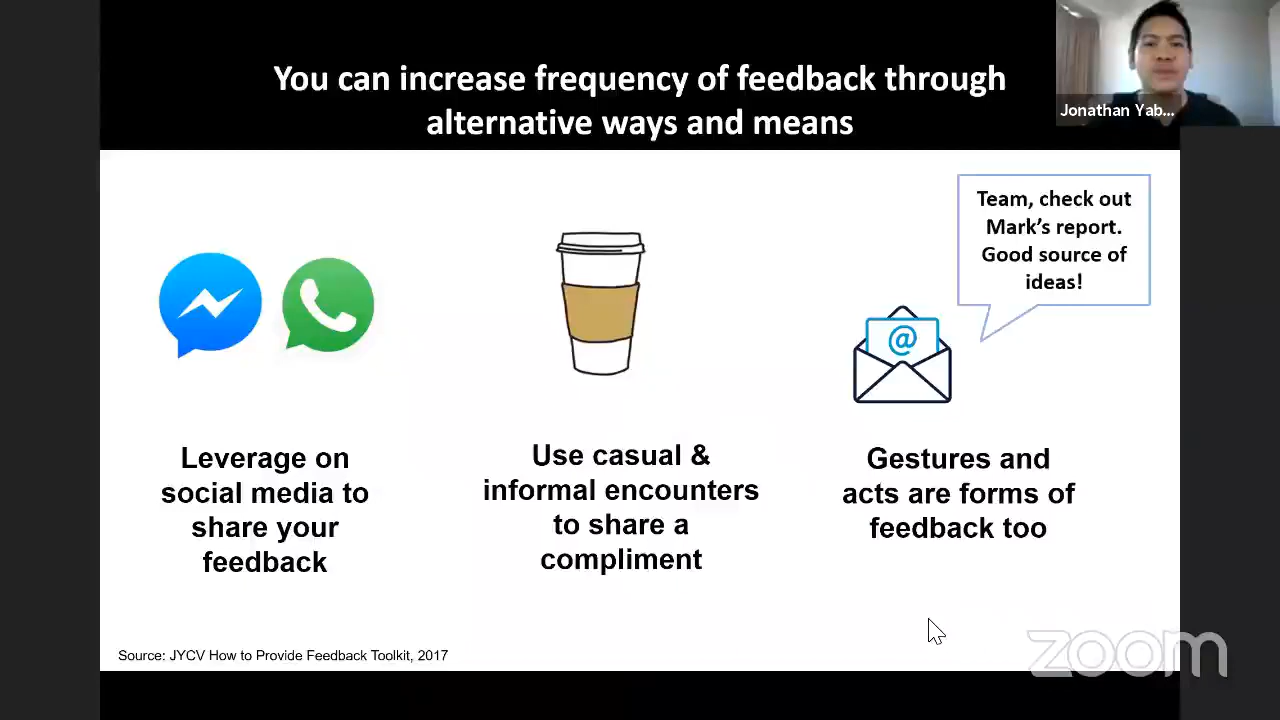 You can increase frequency of feedback through
alternative ways and means
Jonathan Yab...
Team, check out
Mark's report.
Good source of
ideas!
@
Leverage on
social media to
share your
feedback
Use casual &
informal encounters
to share a
compliment
Gestures and
acts are forms of
feedback too
Source: JYCV How to Provide Feedback Toolkit, 2017
zoom